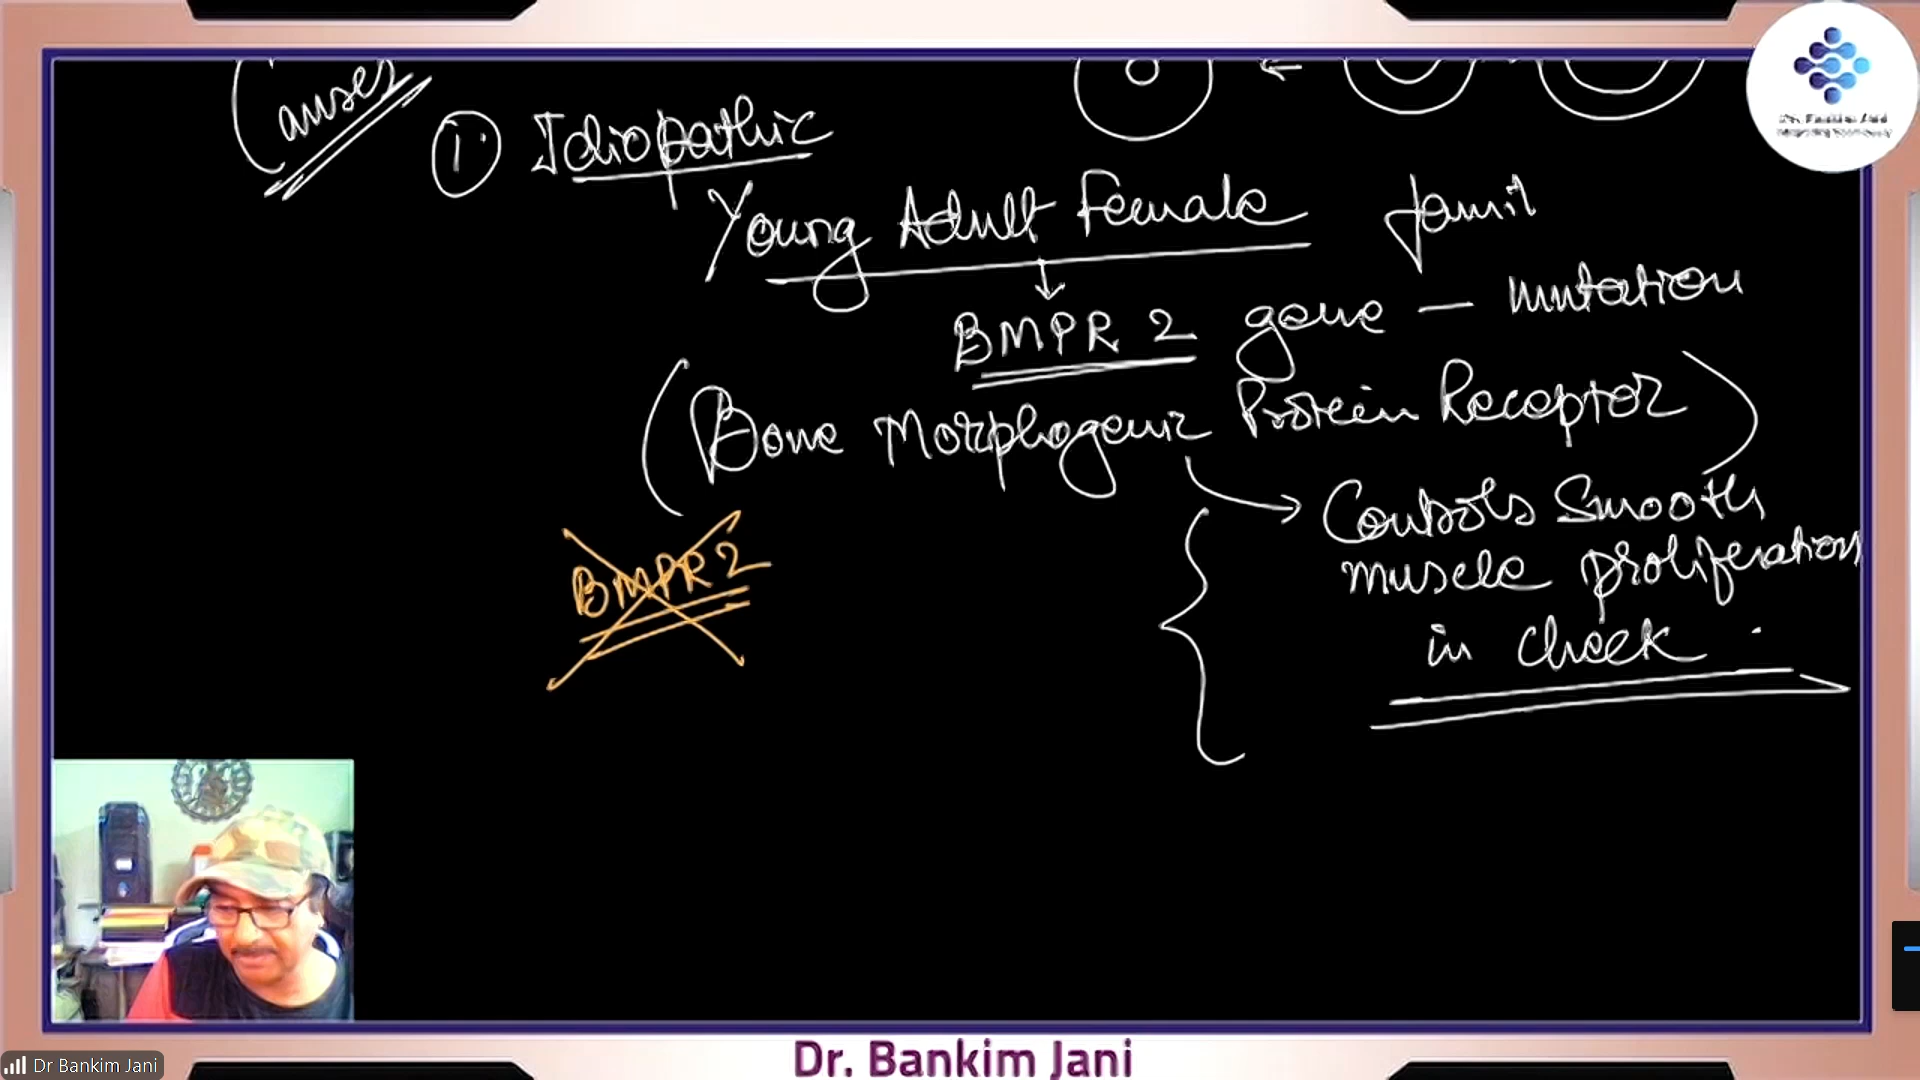 Causes
① Idiopathic
Young Adult Female famil
↓
BMPR 2 gene — mutation
(Bone Morphogenic Protein Receptor)
→ Controls Smooth
muscle proliferation
in check
BMPR 2
Dr Bankim Jani
Dr. Bankim Jani